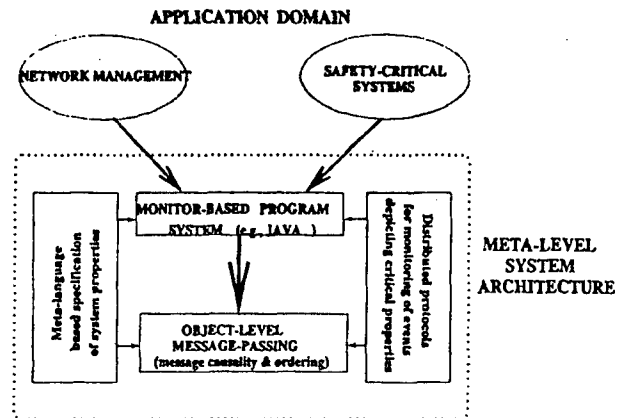 APPLICATION DOMAIN
NETWORK MANAGEMENT
SAFETY-CRITICAL
SYSTEMS
MONITOR-BASED PROGRAM
SYSTEM (e.g., JAVA )
Meta-language
based specification
of system properties
Distributed protocols
for monitoring of events
depicting critical properties
META-LEVEL
SYSTEM
ARCHITECTURE
OBJECT-LEVEL
MESSAGE-PASSING
(message causality & ordering)